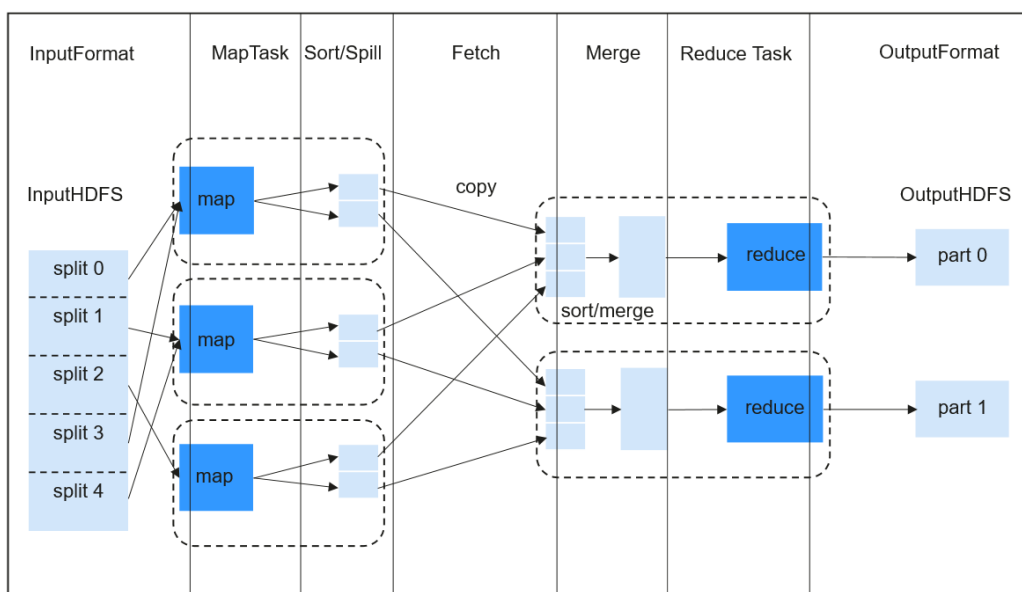 InputFormat
MapTask
Sort/Spill
Fetch
Merge
Reduce Task
OutputFormat
InputHDFS
split 0
split 1
split 2
split 3
split 4
map
map
map
copy
sort/merge
reduce
reduce
OutputHDFS
part 0
part 1